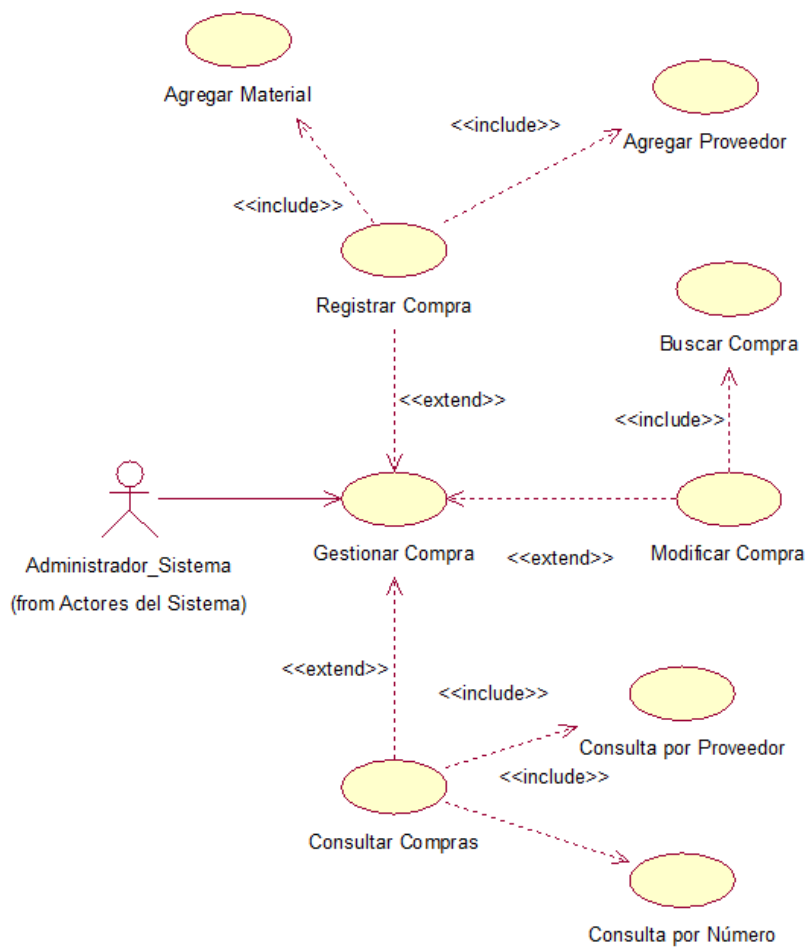 Agregar Material
<<include>>
Agregar Proveedor
<<include>>
Registrar Compra
Buscar Compra
<<extend>>
<<include>>
Gestionar Compra
<<extend>>
Modificar Compra
Administrador_Sistema
(from Actores del Sistema)
<<extend>>
<<include>>
Consulta por Proveedor
<<include>>
Consultar Compras
Consulta por Número